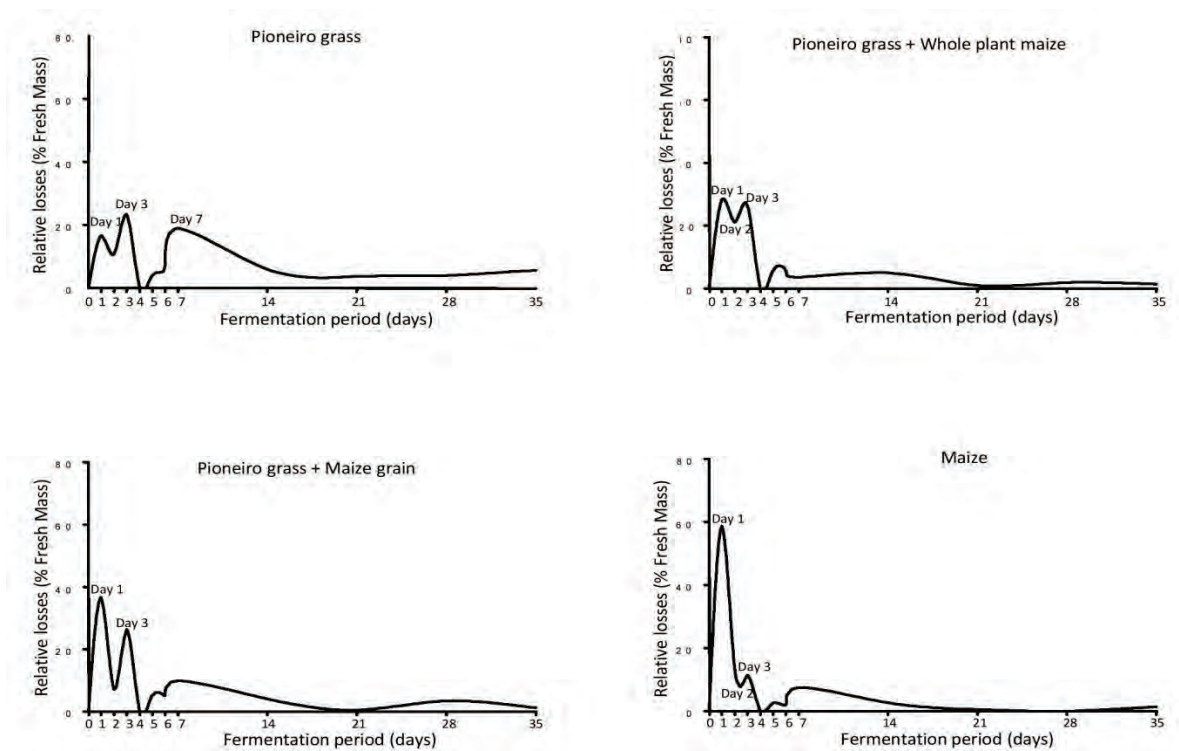 Pioneiro grass
Relative losses (% Fresh Mass)
80.
60.
40.
20.
0.
Day 1
Day 3
Day 7
0 1 2 3 4 5 6 7 14 21 28 35
Fermentation period (days)
Pioneiro grass + Whole plant maize
Relative losses (% Fresh Mass)
Day 1
Day 2
Day 3
0 1 2 3 4 5 6 7 14 21 28 35
Fermentation period (days)
Pioneiro grass + Maize grain
Relative losses (% Fresh Mass)
80
60
40
20
0
Day 1
Day 3
0 1 2 3 4 5 6 7 14 21 28 35
Fermentation period (days)
Maize
Relative losses (% Fresh Mass)
80
60
40
20
0
Day 1
Day 2
Day 3
0 1 2 3 4 5 6 7 14 21 28 35
Fermentation period (days)